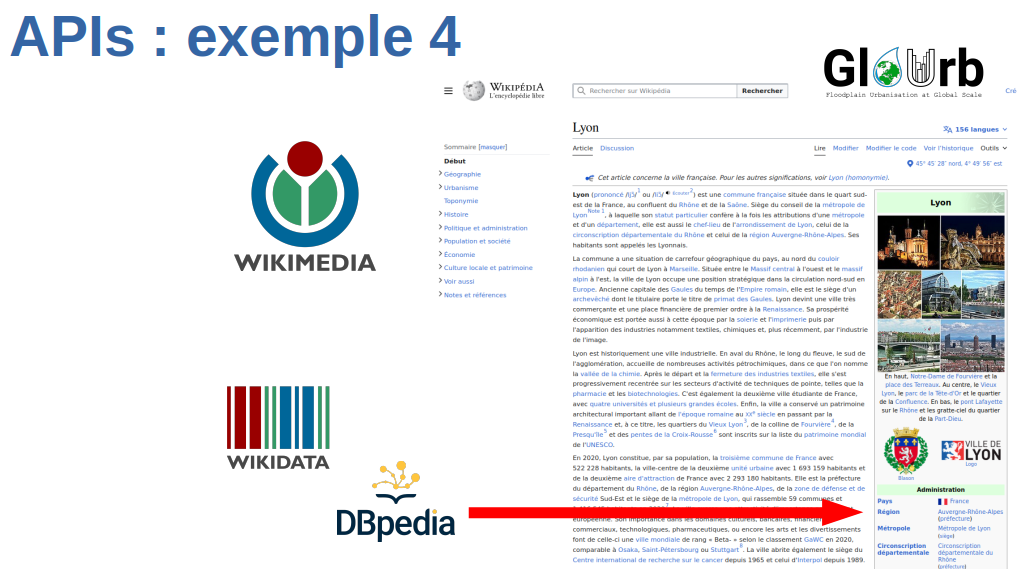 APIs : exemple 4
Gl Urb
Floodplain Urbanisation at Global Scale
WIKIPÉDIA
L'encyclopédie libre
Rechercher sur Wikipédia
Rechercher
Cré
Lyon
156 langues
Article Discussion
Lire Modifier Modifier le code Voir l'historique Outils
45° 45′ 28″ nord, 4° 49′ 56″ est
Sommaire [masquer]
Début
Géographie
Urbanisme
Toponymie
Histoire
Politique et administration
Population et société
Économie
Culture locale et patrimoine
Voir aussi
Notes et références
WIKIMEDIA
WIKIDATA
DBpedia
Cet article concerne la ville française. Pour les autres significations, voir Lyon (homonymie).
Lyon (prononcé /ljɔ̃/1 ou /liɔ̃/ Écouter2) est une commune française située dans le quart sud-
est de la France, au confluent du Rhône et de la Saône. Siège du conseil de la métropole de
Lyon Note 1, à laquelle son statut particulier confère à la fois les attributions d'une métropole
et d'un département, elle est aussi le chef-lieu de l'arrondissement de Lyon, celui de la
circonscription départementale du Rhône et celui de la région Auvergne-Rhône-Alpes. Ses
habitants sont appelés les Lyonnais.
La commune a une situation de carrefour géographique du pays, au nord du couloir
rhodanien qui court de Lyon à Marseille. Située entre le Massif central à l'ouest et le massif
alpin à l'est, la ville de Lyon occupe une position stratégique dans la circulation nord-sud en
Europe. Ancienne capitale des Gaules du temps de l'Empire romain, elle est le siège d'un
archevêché dont le titulaire porte le titre de primat des Gaules. Lyon devint une ville très
commerçante et une place financière de premier ordre à la Renaissance. Sa prospérité
économique est portée aussi à cette époque par la soierie et l'imprimerie puis par
l'apparition des industries notamment textiles, chimiques et, plus récemment, par l'industrie
de l'image.
Lyon est historiquement une ville industrielle. En aval du Rhône, le long du fleuve, le sud de
l'agglomération, accueille de nombreuses activités pétrochimiques, dans ce que l'on nomme
la vallée de la chimie. Après le départ et la fermeture des industries textiles, elle s'est
progressivement recentrée sur les secteurs d'activité de techniques de pointe, telles que la
pharmacie et les biotechnologies. C'est également la deuxième ville étudiante de France,
avec quatre universités et plusieurs grandes écoles. Enfin, la ville a conservé un patrimoine
architectural important allant de l'époque romaine au XXe siècle en passant par la
Renaissance et, à ce titre, les quartiers du Vieux Lyon3, de la colline de Fourvière4, de la
Presqu'île5 et des pentes de la Croix-Rousse6 sont inscrits sur la liste du patrimoine mondial
de l'UNESCO.
En 2020, Lyon constitue, par sa population, la troisième commune de France avec
522 228 habitants, la ville-centre de la deuxième unité urbaine avec 1 693 159 habitants et
de la deuxième aire d'attraction de France avec 2 293 180 habitants. Elle est la préfecture
du département du Rhône, de la région Auvergne-Rhône-Alpes, de la zone de défense et de
sécurité Sud-Est et le siège de la métropole de Lyon, qui rassemble 59 communes et
européenne. Son importance dans les domaines culturels, bancaires, financiers,
commerciaux, technologiques, pharmaceutiques, ou encore les arts et les divertissements
font de celle-ci une ville mondiale de rang « Beta- » selon le classement GaWC en 2020,
comparable à Osaka, Saint-Pétersbourg ou Stuttgart8. La ville abrite également le siège du
Centre international de recherche sur le cancer depuis 1965 et celui d'Interpol depuis 1989.
Lyon
En haut, Notre-Dame de Fourvière et la
place des Terreaux. Au centre, le Vieux
Lyon, le parc de la Tête-d'Or et le quartier
de la Confluence. En bas, le pont Lafayette
sur le Rhône et les gratte-ciel du quartier
de la Part-Dieu.
VILLE DE
LYON
Blason
Logo
Administration
Pays France
Région Auvergne-Rhône-Alpes
(préfecture)
Métropole Métropole de Lyon
(siège)
Circonscription départementale Circonscription
départementale du
Rhône
(préfecture)